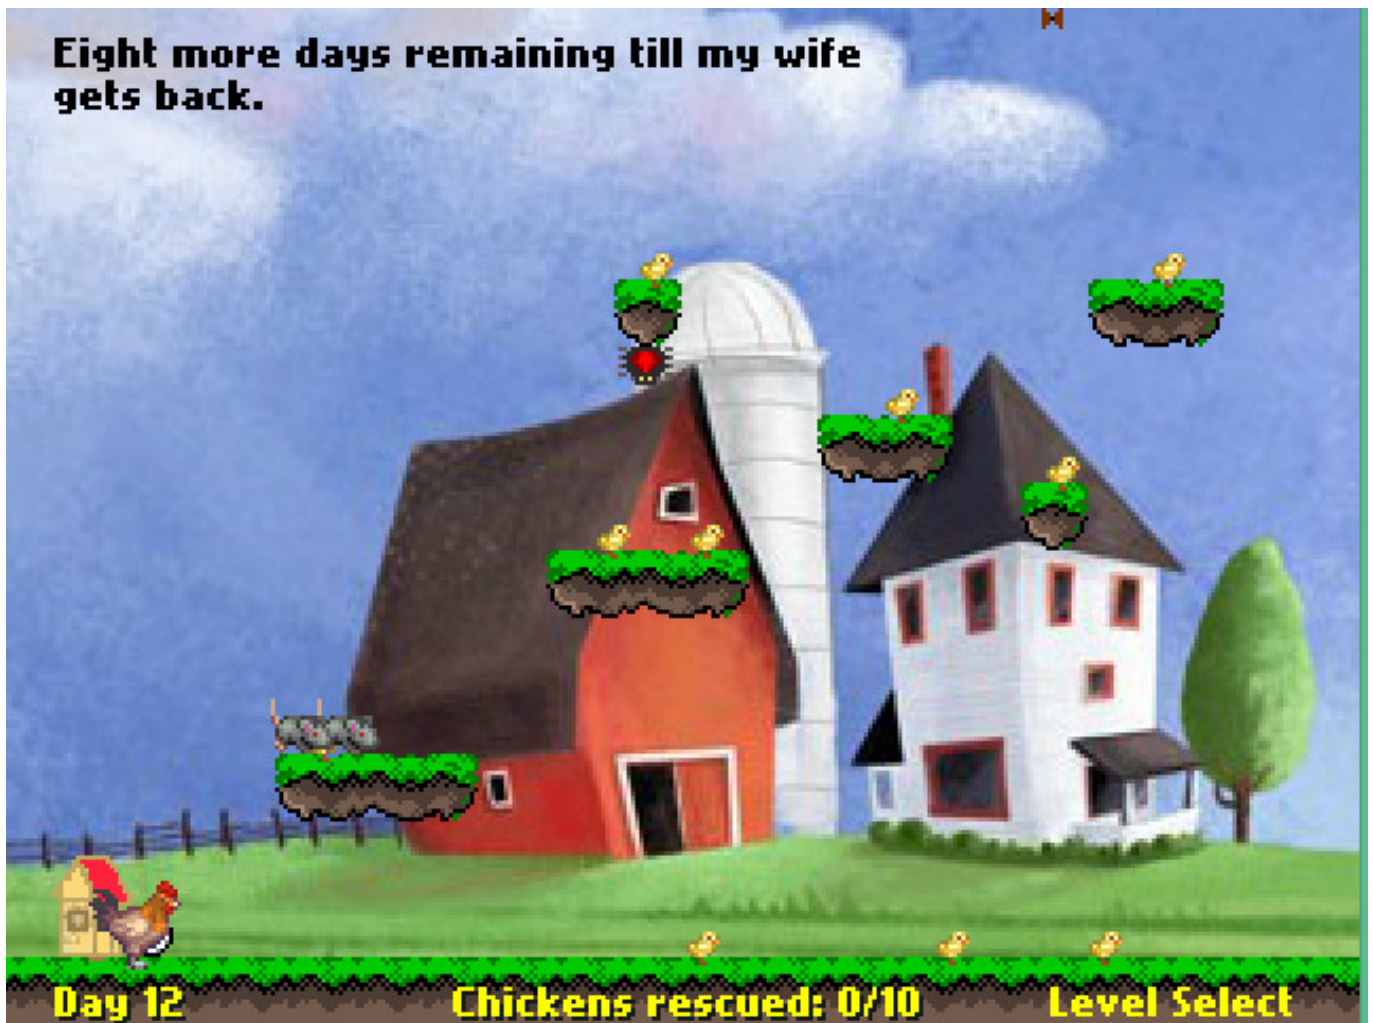 Eight more days remaining till my wife
gets back.
Day 12
Chickens rescued: 0/10
Level Select